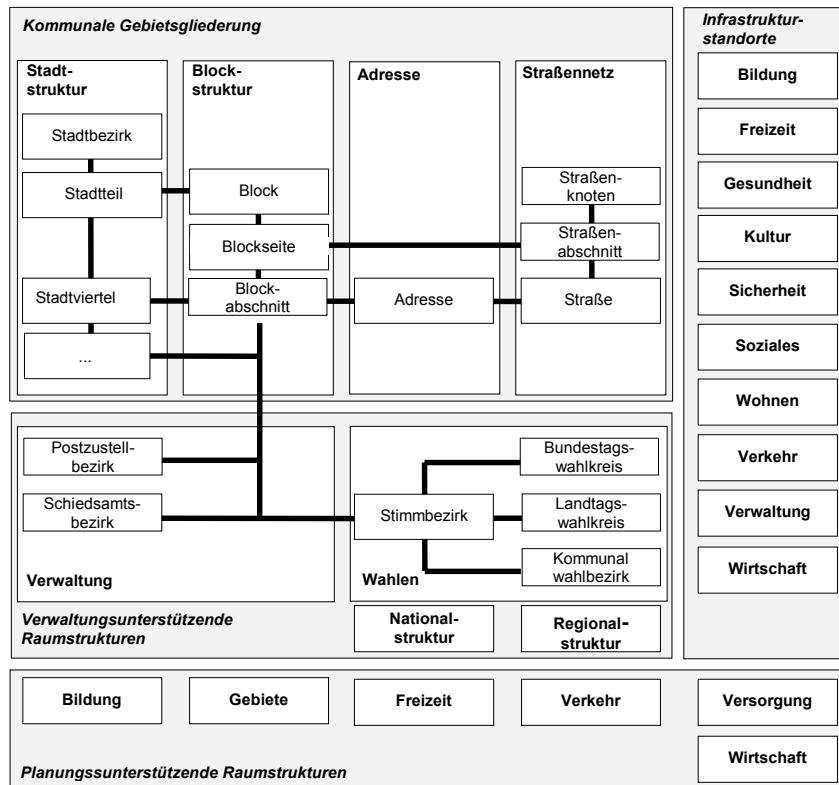 Kommunale Gebietsgliederung
Stadt-
struktur
Stadtbezirk
Stadtteil
Stadtviertel
...
Block-
struktur
Block
Blockseite
Block-
abschnitt
Adresse
Adresse
Straßennetz
Straßen-
knoten
Straßen-
abschnitt
Straße
Postzustell-
bezirk
Schiedsamts-
bezirk
Verwaltung
Stimmbezirk
Bundestags-
wahlkreis
Landtags-
wahlkreis
Kommunal
wahlbezirk
Wahlen
Verwaltungsunterstützende
Raumstrukturen
National-
struktur
Regional-
struktur
Infrastruktur-
standorte
Bildung
Freizeit
Gesundheit
Kultur
Sicherheit
Soziales
Wohnen
Verkehr
Verwaltung
Wirtschaft
Bildung
Gebiete
Freizeit
Verkehr
Versorgung
Wirtschaft
Planungssunterstützende Raumstrukturen